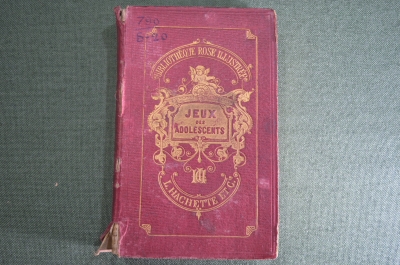 BIBLIOTHÈQUE ROSE ILLUSTRÉE
JEUX
DES
ADOLESCENTS
L. HACHETTE ET Cie